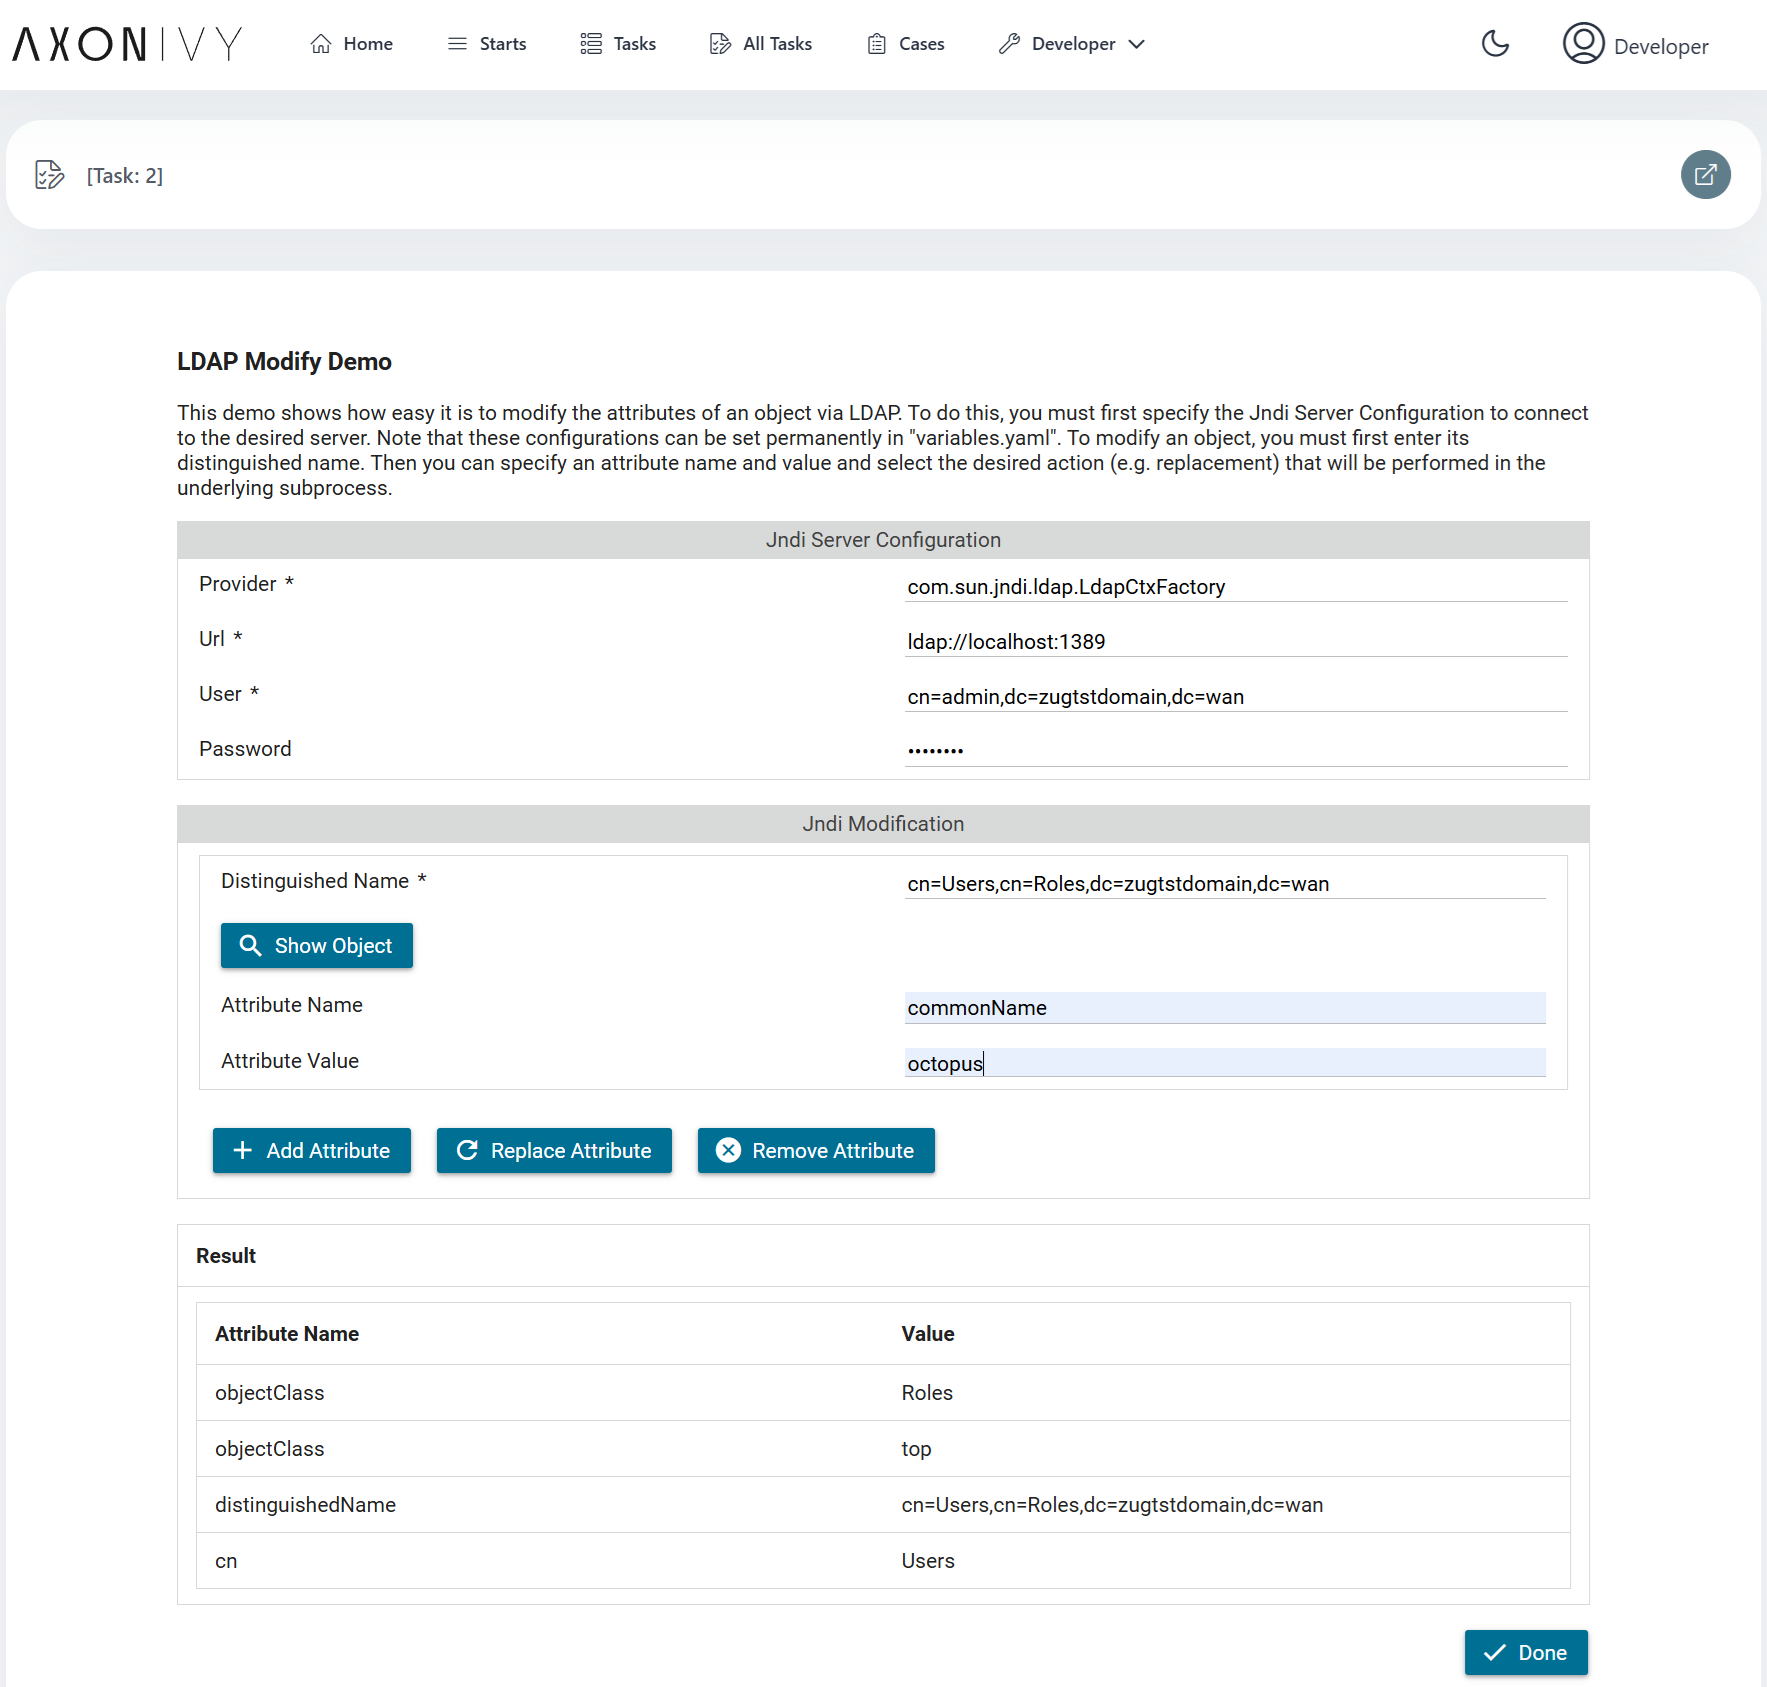 AXONIVY
Home
Starts
Tasks
All Tasks
Cases
Developer
Developer
[Task: 2]
LDAP Modify Demo
This demo shows how easy it is to modify the attributes of an object via LDAP. To do this, you must first specify the Jndi Server Configuration to connect
to the desired server. Note that these configurations can be set permanently in "variables.yaml". To modify an object, you must first enter its
distinguished name. Then you can specify an attribute name and value and select the desired action (e.g. replacement) that will be performed in the
underlying subprocess.
Jndi Server Configuration
Provider * com.sun.jndi.ldap.LdapCtxFactory
Url * ldap://localhost:1389
User * cn=admin,dc=zugtstdomain,dc=wan
Password ••••••••
Jndi Modification
Distinguished Name * cn=Users,cn=Roles,dc=zugtstdomain,dc=wan
Show Object
Attribute Name commonName
Attribute Value octopus
Add Attribute Replace Attribute Remove Attribute
Result
Attribute Name Value
objectClass Roles
objectClass top
distinguishedName cn=Users,cn=Roles,dc=zugtstdomain,dc=wan
cn Users
Done